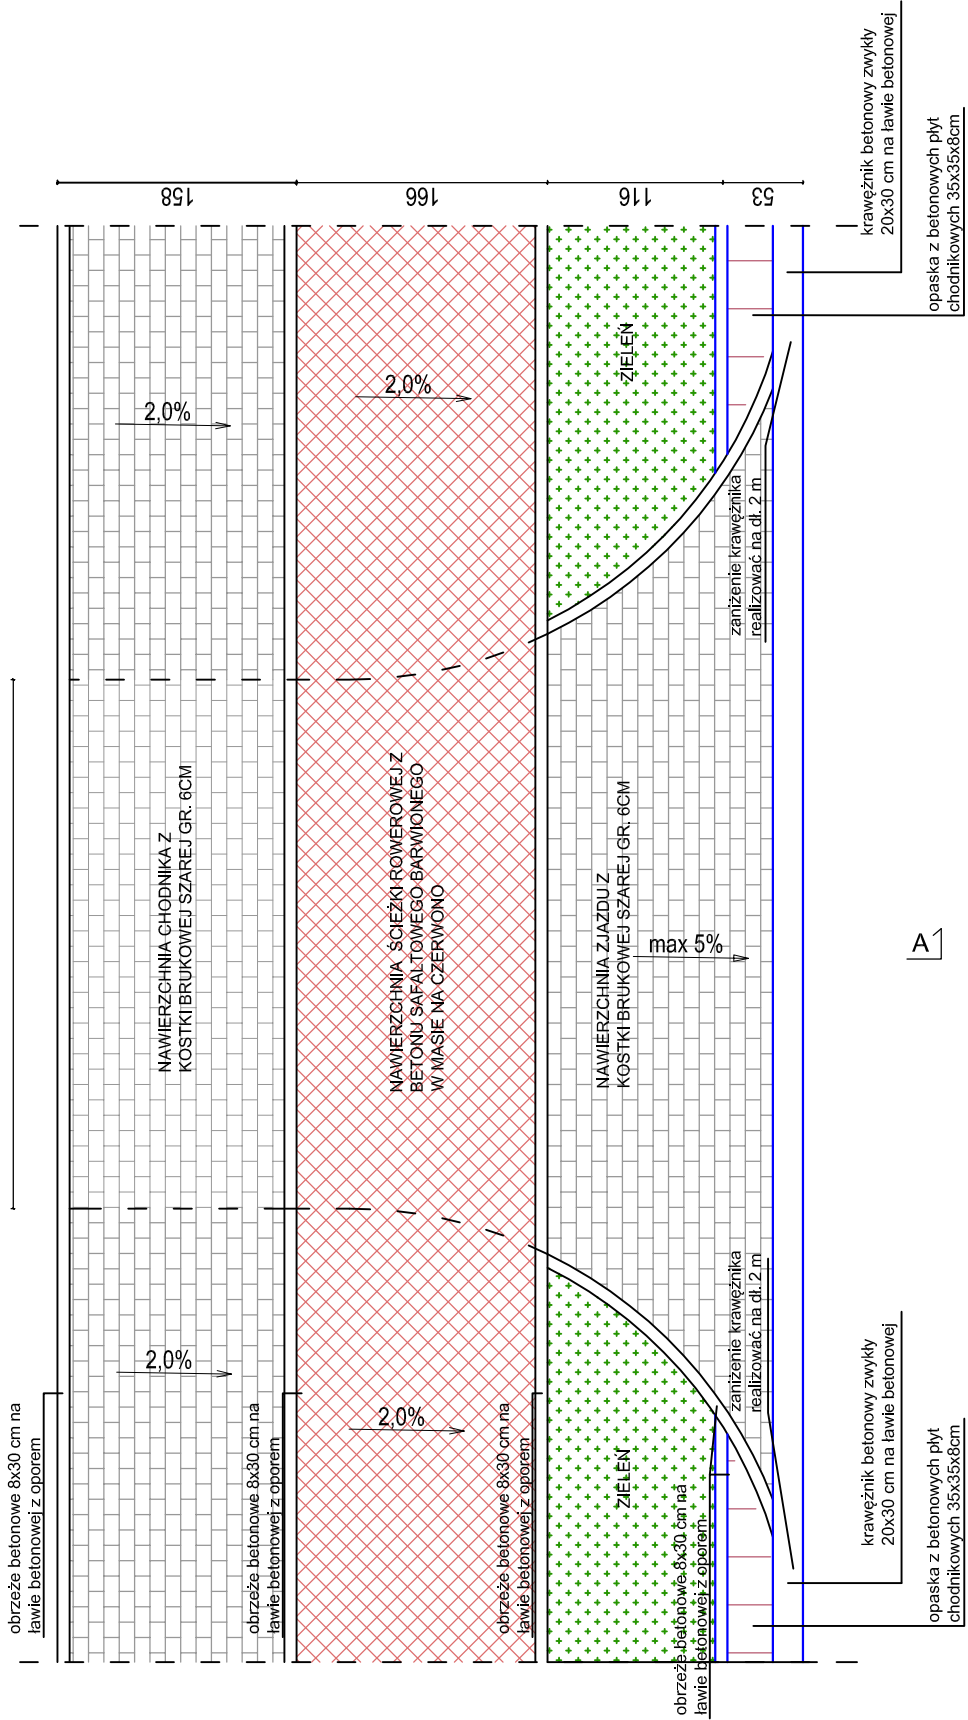 obrzeże betonowe 8x30 cm na
ławie betonowej z oporem
obrzeże betonowe 8x30 cm na
ławie betonowej z oporem
obrzeże betonowe 8x30 cm na
ławie betonowej z oporem
obrzeże betonowe 8x30 cm na
ławie betonowej z oporem
2,0%
2,0%
2,0%
2,0%
NAWIERZCHNIA CHODNIKA Z
KOSTKI BRUKOWEJ SZAREJ GR. 6CM
NAWIERZCHNIA ŚCIEŻKI ROWEROWEJ Z
BETONU SAFALTOWEGO BARWIONEGO
W MASIE NA CZERWONO
NAWIERZCHNIA ZJAZDU Z
KOSTKI BRUKOWEJ SZAREJ GR. 6CM
max 5%
ZIELEŃ
ZIELEŃ
zaniżenie krawężnika
realizować na dł. 2 m
zaniżenie krawężnika
realizować na dł. 2 m
krawężnik betonowy zwykły
20x30 cm na ławie betonowej
opaska z betonowych płyt
chodnikowych 35x35x8cm
krawężnik betonowy zwykły
20x30 cm na ławie betonowej
opaska z betonowych płyt
chodnikowych 35x35x8cm
158
166
116
53
A